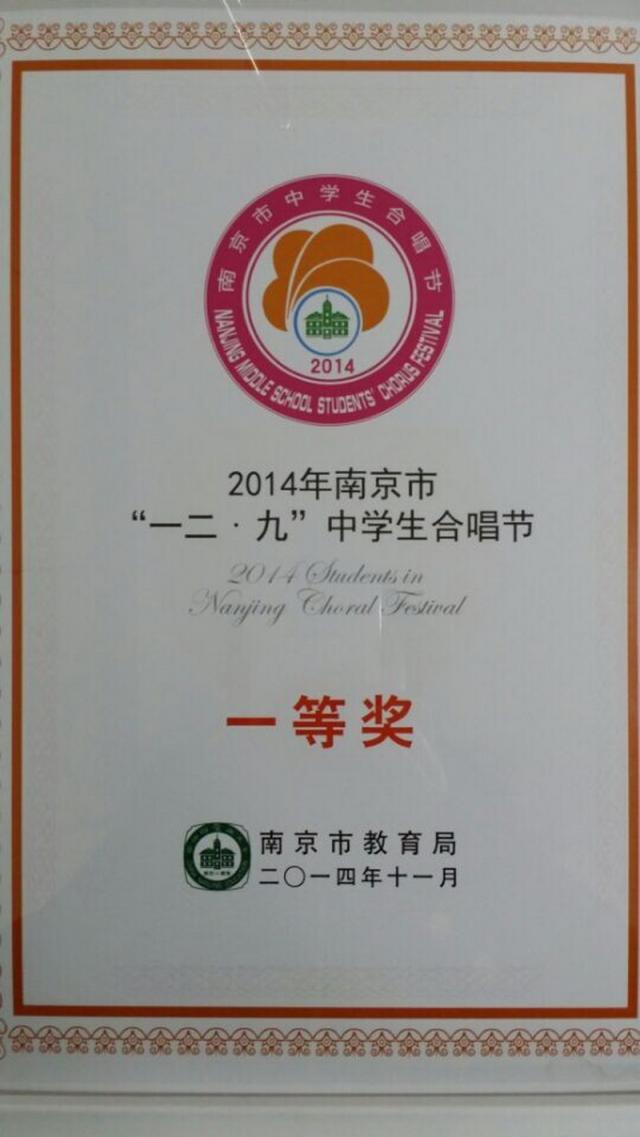 南京市中学生合唱节
NANJING MIDDLE SCHOOL STUDENTS' CHORUS FESTIVAL
2014
2014年南京市
“一二·九”中学生合唱节
2014 Students in
Nanjing Choral Festival
一等奖
南京市教育局
二〇一四年十一月